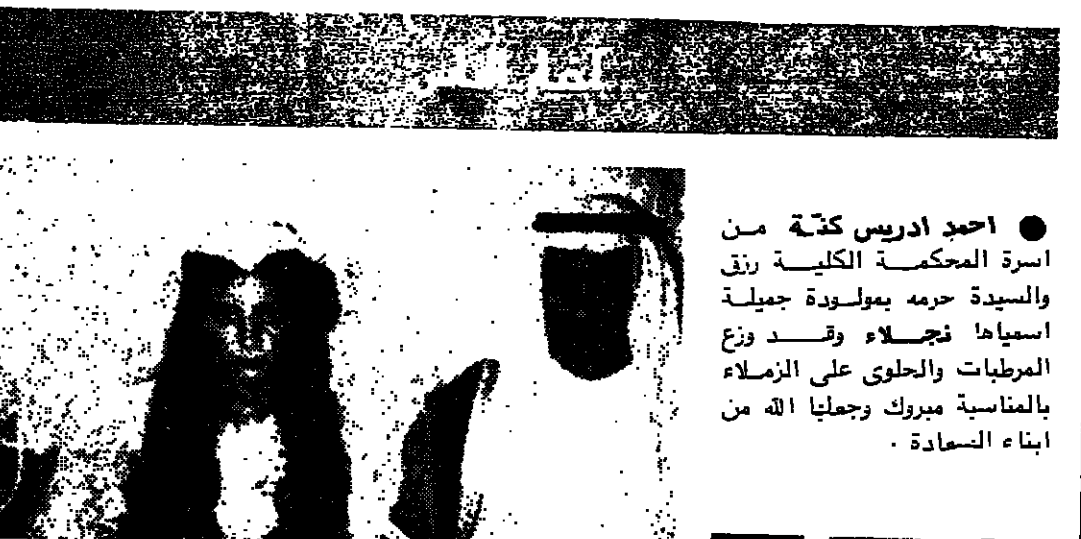 ● احمد ادريس كنّة من
اسرة المحكمة الكلية رزق
والسيدة حرمه بمولودة جميلة
اسمياها نجلاء وقد وزع
المرطبات والحلوى على الزملاء
بالمناسبة مبروك وجعلها الله من
ابناء السعادة .